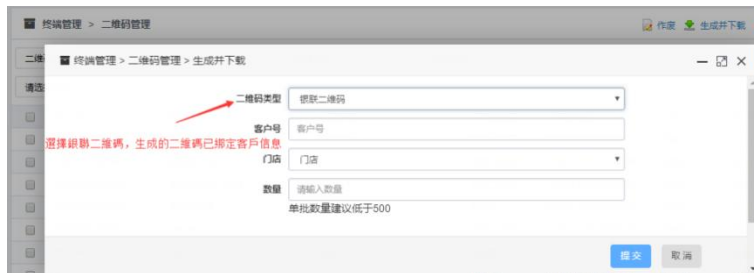 终端管理 > 二维码管理
作废 生成并下载
二维
终端管理 > 二维码管理 > 生成并下载
请选
二维码类型 银联二维码
客户号 客户号
選擇銀聯二維碼，生成的二維碼已綁定客戶信息
门店 门店
数量 请输入数量
单批数量建议低于500
提交 取消